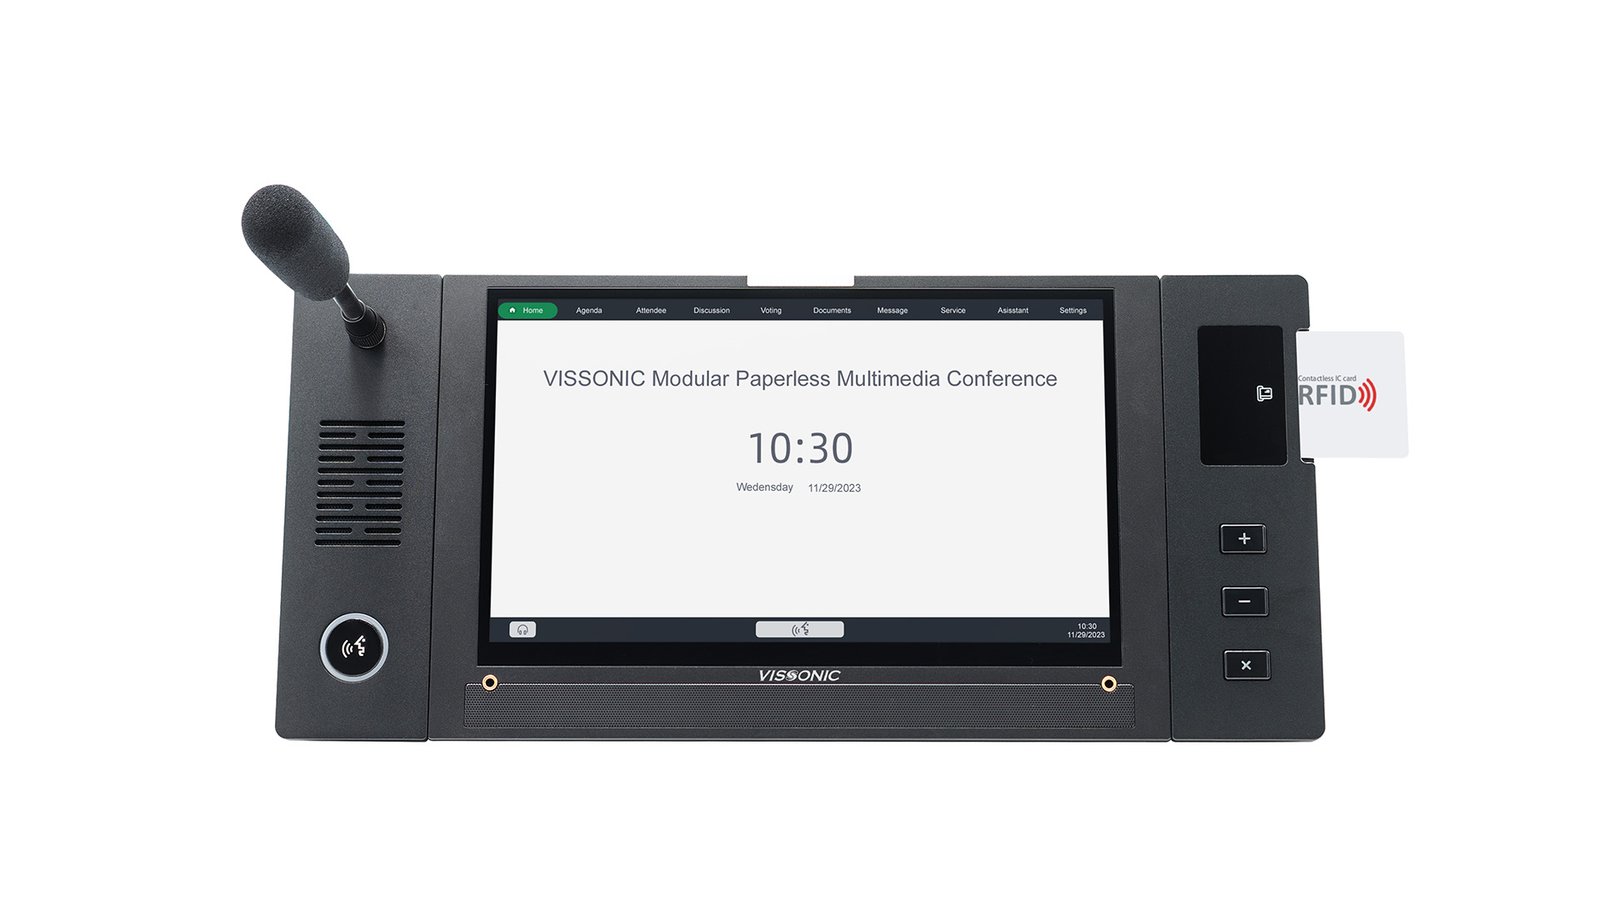 Home Agenda Attendee Discussion Voting Documents Message Service Asisstant Settings
VISSONIC Modular Paperless Multimedia Conference
10:30
Wedensday 11/29/2023
Contactless IC card
RFID
+
−
×
10:30
11/29/2023
VISSONIC